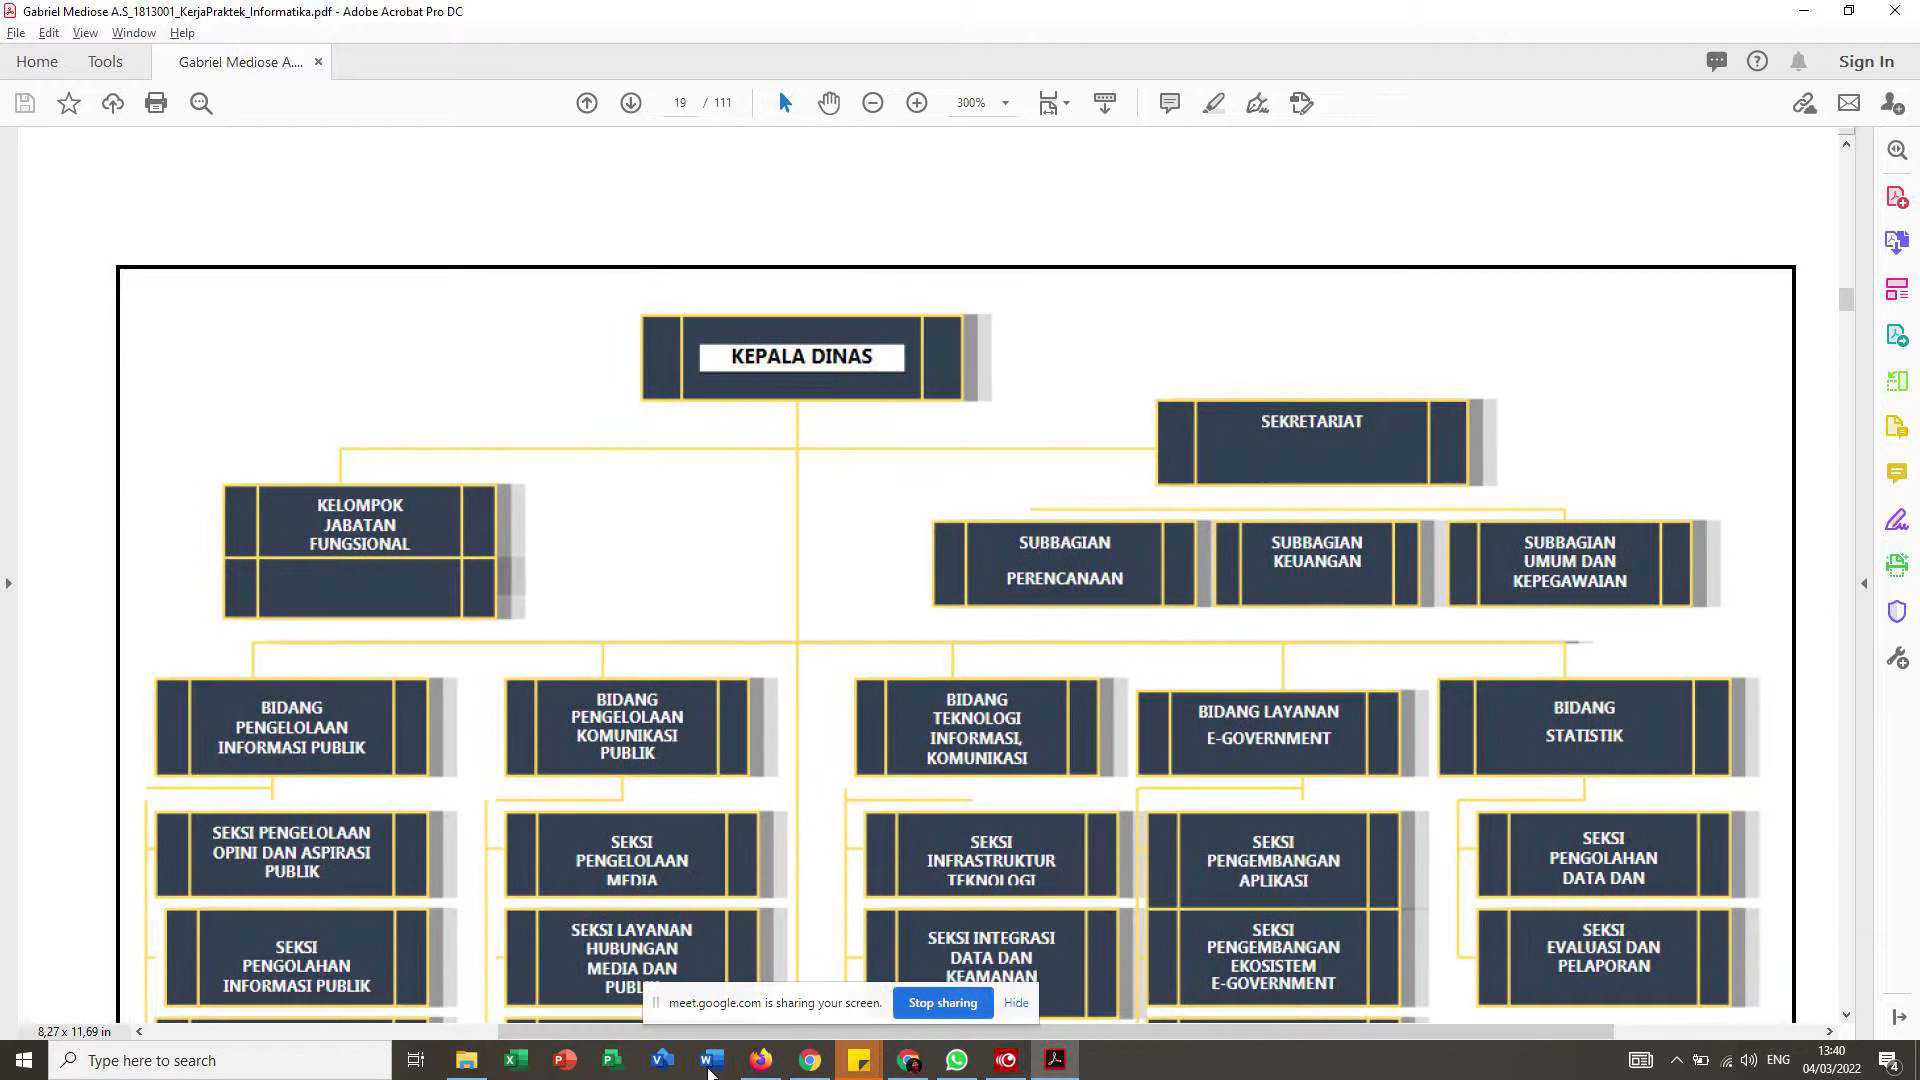 Gabriel Mediose A.S_1813001_KerjaPraktek_Informatika.pdf - Adobe Acrobat Pro DC
File Edit View Window Help
Home Tools Gabriel Mediose A.... × Sign In
19 / 111 300%
KEPALA DINAS
SEKRETARIAT
KELOMPOK
JABATAN
FUNGSIONAL
SUBBAGIAN
PERENCANAAN
SUBBAGIAN
KEUANGAN
SUBBAGIAN
UMUM DAN
KEPEGAWAIAN
BIDANG
PENGELOLAAN
INFORMASI PUBLIK
BIDANG
PENGELOLAAN
KOMUNIKASI
PUBLIK
BIDANG
TEKNOLOGI
INFORMASI,
KOMUNIKASI
BIDANG LAYANAN
E-GOVERNMENT
BIDANG
STATISTIK
SEKSI PENGELOLAAN
OPINI DAN ASPIRASI
PUBLIK
SEKSI
PENGELOLAAN
MEDIA
SEKSI
INFRASTRUKTUR
TEKNOLOGI
SEKSI
PENGEMBANGAN
APLIKASI
SEKSI
PENGOLAHAN
DATA DAN
SEKSI
PENGOLAHAN
INFORMASI PUBLIK
SEKSI LAYANAN
HUBUNGAN
MEDIA DAN
PUBLIK
SEKSI INTEGRASI
DATA DAN
KEAMANAN
SEKSI
PENGEMBANGAN
EKOSISTEM
E-GOVERNMENT
SEKSI
EVALUASI DAN
PELAPORAN
meet.google.com is sharing your screen. Stop sharing Hide
8,27 x 11,69 in
Type here to search
ENG
13:40
04/03/2022
4